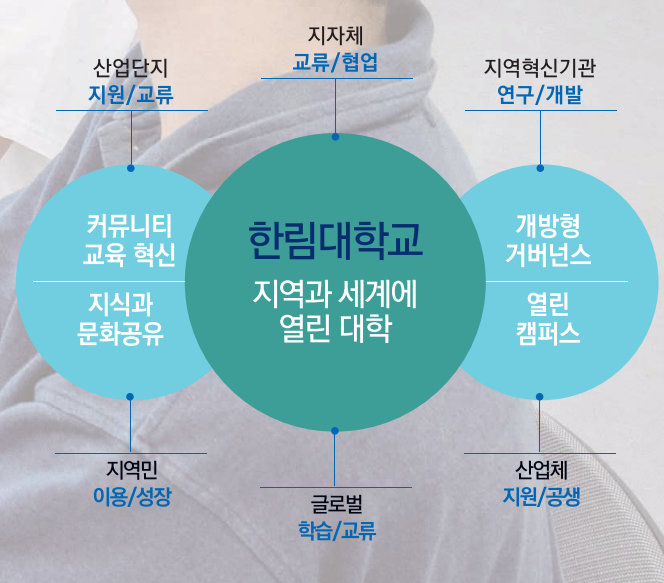 지자체
교류/협업
산업단지
지원/교류
지역혁신기관
연구/개발
커뮤니티
교육 혁신
지식과
문화공유
한림대학교
지역과 세계에
열린 대학
개방형
거버넌스
열린
캠퍼스
지역민
이용/성장
글로벌
학습/교류
산업체
지원/공생